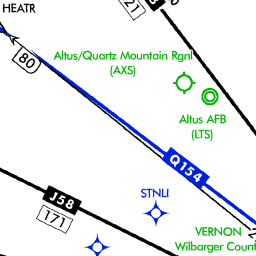 HEATR
21
80
Altus/Quartz Mountain Rgnl
(AXS)
Altus AFB
(LTS)
Q154
J58
171
STNLI
VERNON
Wilbarger Count